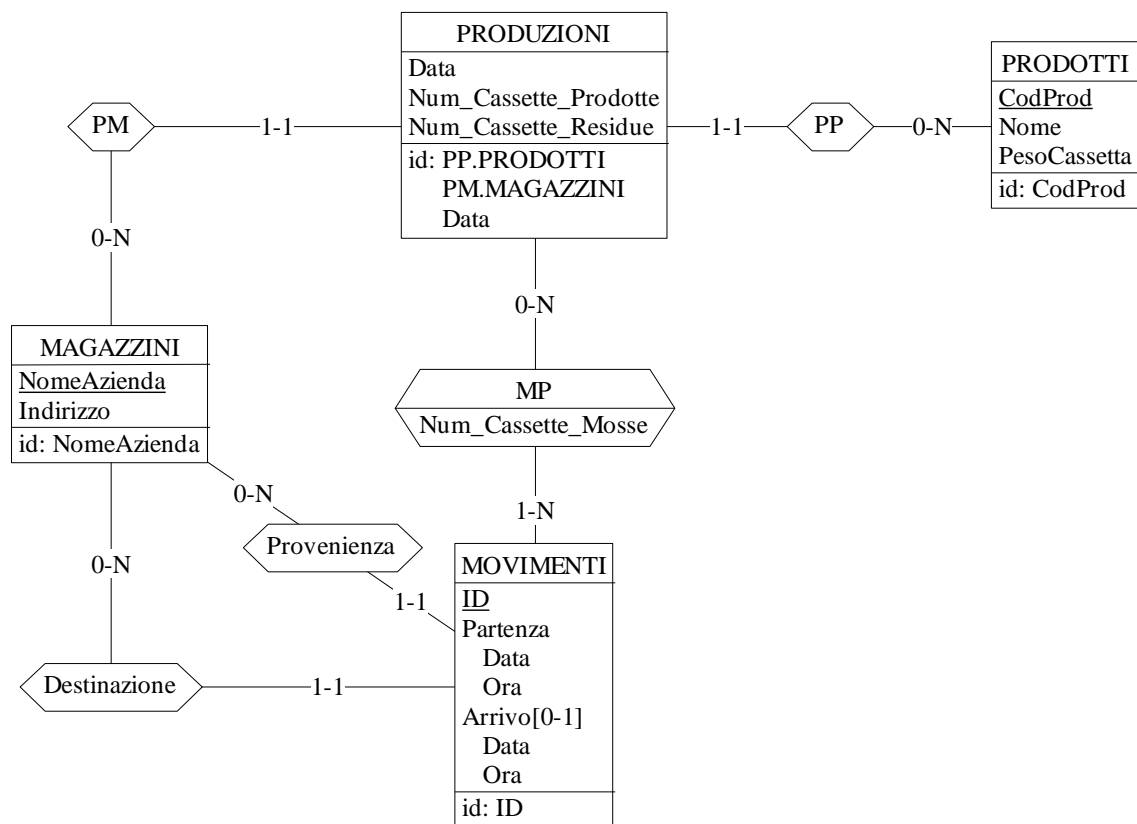 PRODUZIONI
Data
Num_Cassette_Prodotte
Num_Cassette_Residue
id: PP.PRODOTTI
PM.MAGAZZINI
Data
PRODOTTI
CodProd
Nome
PesoCassetta
id: CodProd
PM
1-1
1-1
PP
0-N
0-N
0-N
MAGAZZINI
NomeAzienda
Indirizzo
id: NomeAzienda
MP
Num_Cassette_Mosse
0-N
1-N
Provenienza
0-N
1-1
MOVIMENTI
ID
Partenza
Data
Ora
Arrivo[0-1]
Data
Ora
id: ID
Destinazione
1-1